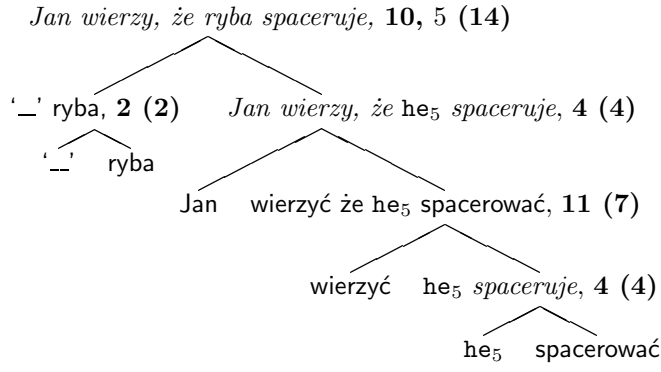 Jan wierzy, że ryba spaceruje, 10, 5 (14)
‘_’ ryba, 2 (2) Jan wierzy, że he₅ spaceruje, 4 (4)
‘__’ ryba
Jan wierzyć że he₅ spacerować, 11 (7)
wierzyć he₅ spaceruje, 4 (4)
he₅ spacerować